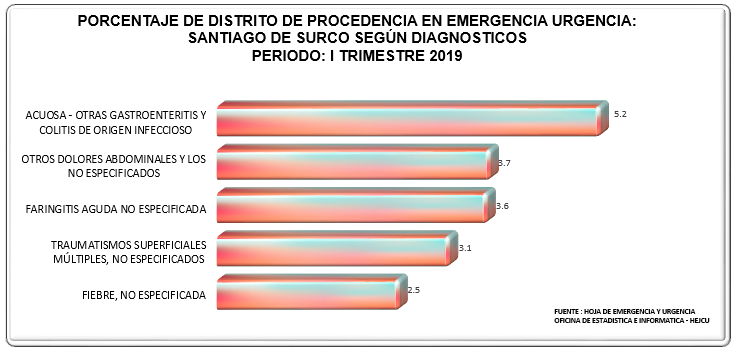 PORCENTAJE DE DISTRITO DE PROCEDENCIA EN EMERGENCIA URGENCIA:
SANTIAGO DE SURCO SEGÚN DIAGNOSTICOS
PERIODO: I TRIMESTRE 2019
ACUOSA - OTRAS GASTROENTERITIS Y
COLITIS DE ORIGEN INFECCIOSO
5.2
OTROS DOLORES ABDOMINALES Y LOS
NO ESPECIFICADOS
3.7
FARINGITIS AGUDA NO ESPECIFICADA
3.6
TRAUMATISMOS SUPERFICIALES
MÚLTIPLES, NO ESPECIFICADOS
3.1
FIEBRE, NO ESPECIFICADA
2.5
FUENTE : HOJA DE EMERGENCIA Y URGENCIA
OFICINA DE ESTADISTICA E INFORMATICA - HEJCU